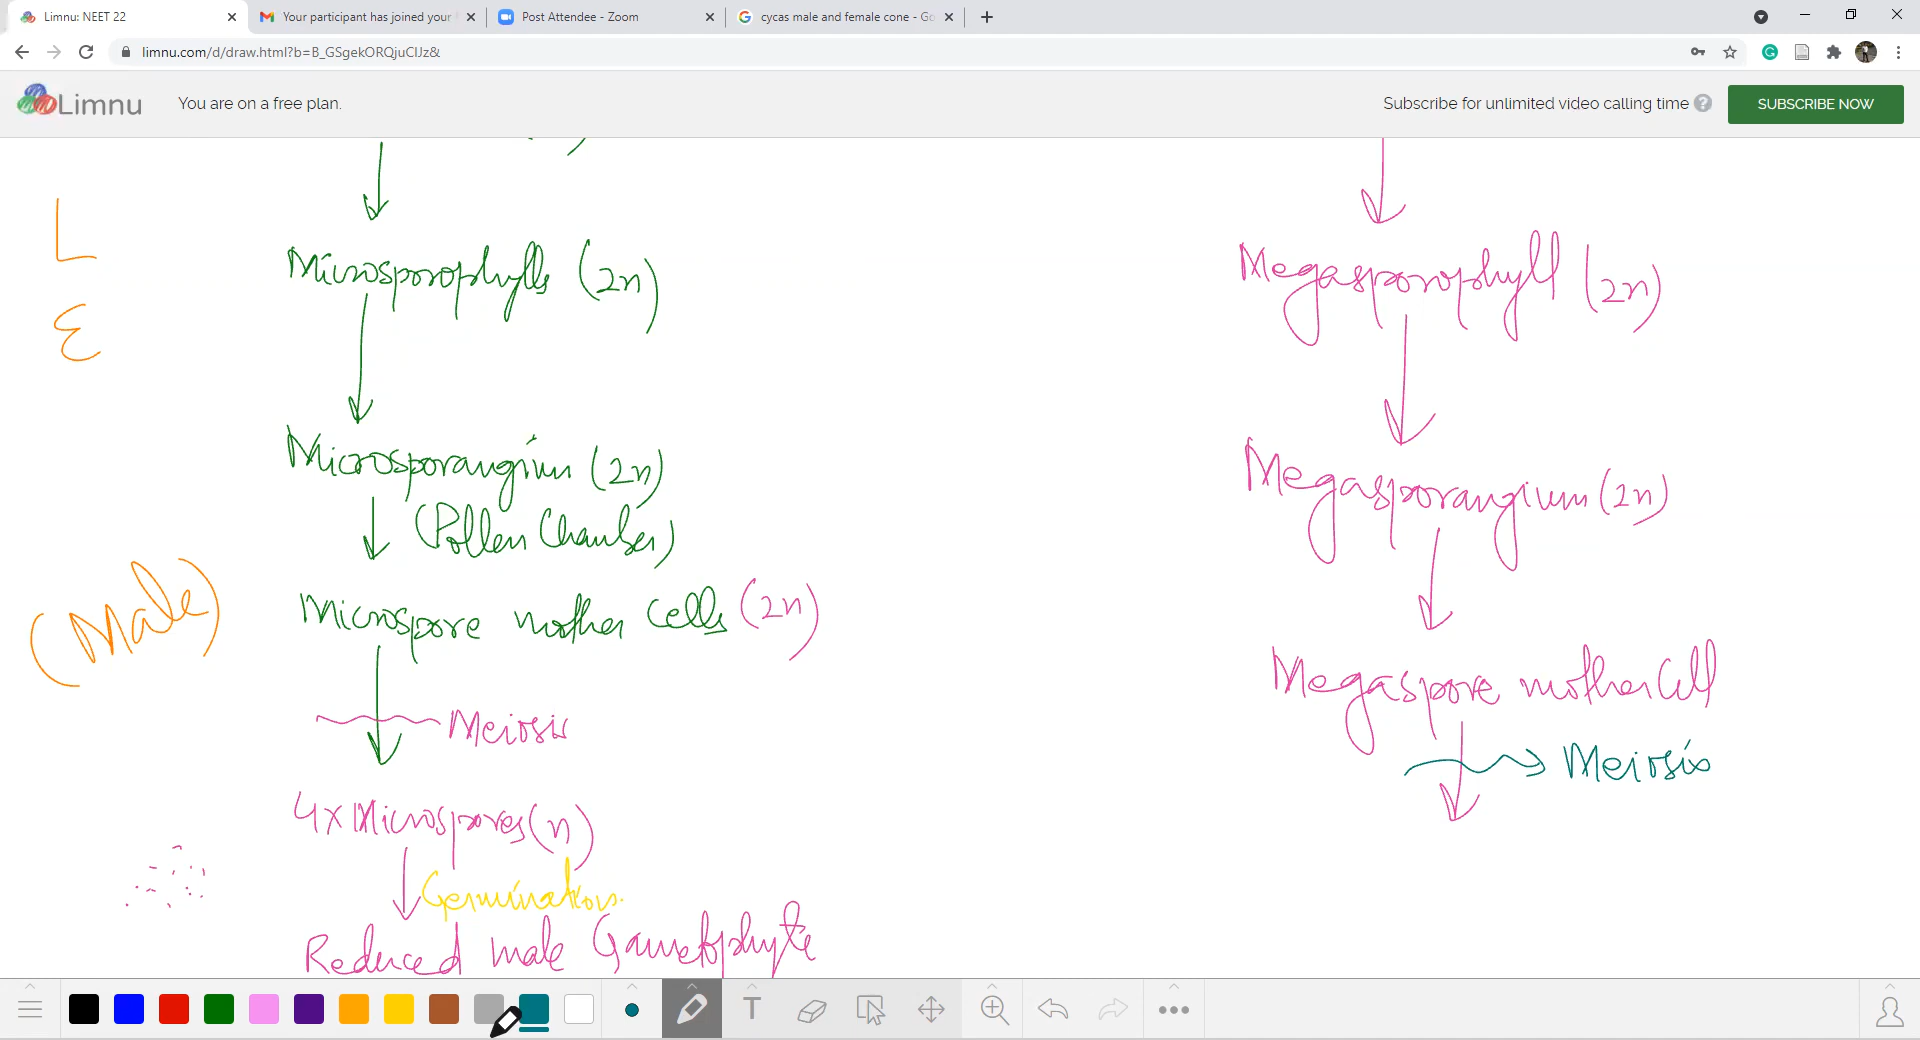 Limnu: NEET 22
Your participant has joined your
Post Attendee - Zoom
cycas male and female cone - Go
limnu.com/d/draw.html?b=B_GSgekORQjuCIJz&
Limnu
You are on a free plan.
Subscribe for unlimited video calling time ?
SUBSCRIBE NOW
L
Microsporophylls (2n)
Megasporophyll (2n)
Microsporangium (2n)
(Pollen Chamber)
Megasporangium (2n)
(Male)
Microspore mother cells (2n)
Megaspore mother Cell
Meiosis
Meiosis
4x Microspores (n)
Germination.
Reduced male Gametophyte
T